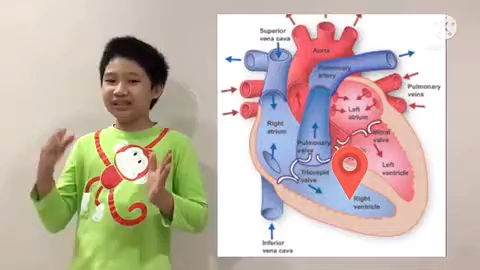 Superior
vena cava
Aorta
Pulmonary
artery
Pulmonary
veins
Left
atrium
Right
atrium
Mitral
valve
Pulmonary
valve
Left
ventricle
Tricuspid
valve
Right
ventricle
Inferior
vena cava